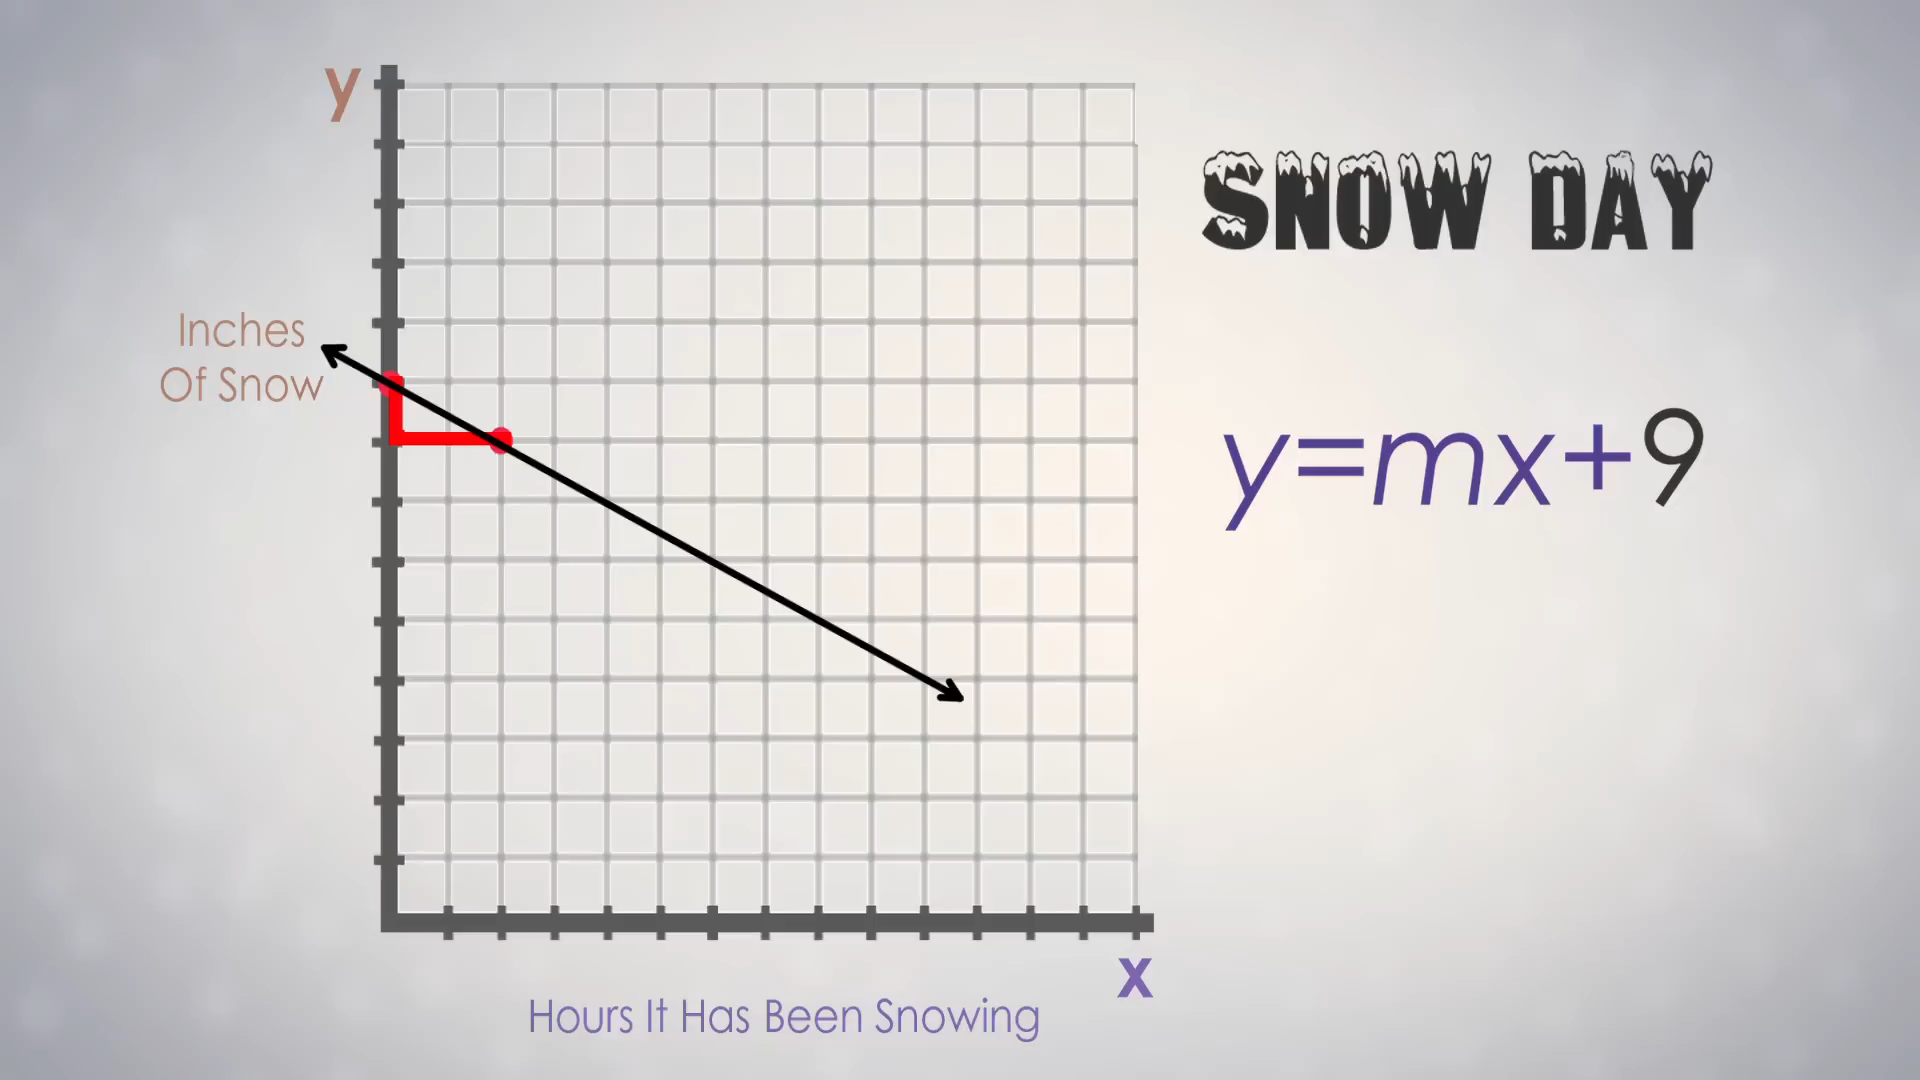 y
SNOW DAY
Inches
Of Snow
y=mx+9
x
Hours It Has Been Snowing